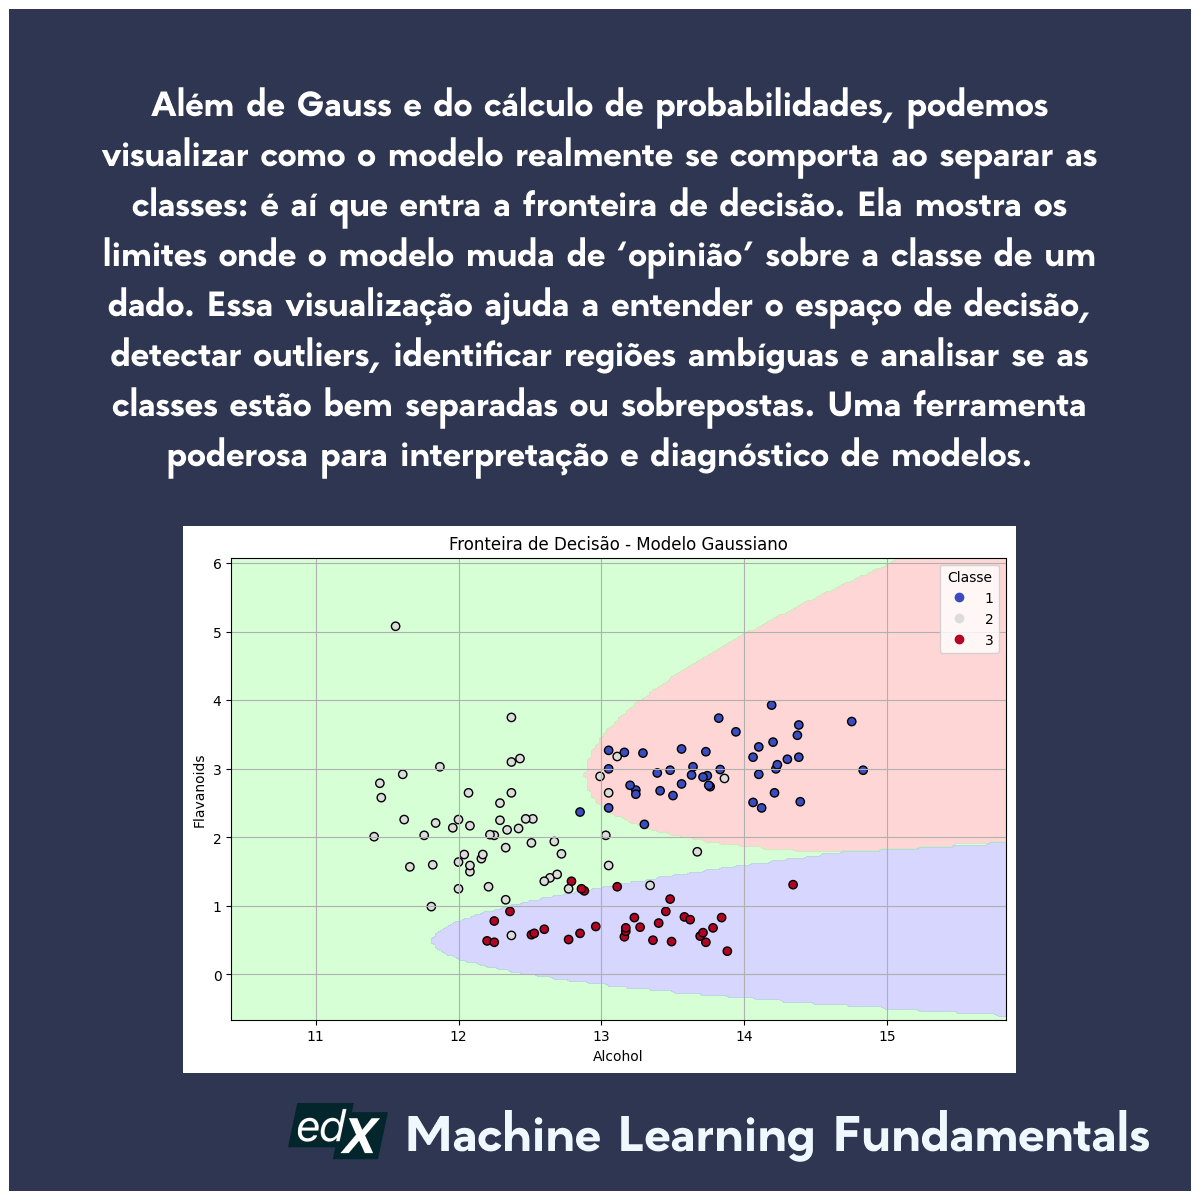 Além de Gauss e do cálculo de probabilidades, podemos
visualizar como o modelo realmente se comporta ao separar as
classes: é aí que entra a fronteira de decisão. Ela mostra os
limites onde o modelo muda de ‘opinião’ sobre a classe de um
dado. Essa visualização ajuda a entender o espaço de decisão,
detectar outliers, identificar regiões ambíguas e analisar se as
classes estão bem separadas ou sobrepostas. Uma ferramenta
poderosa para interpretação e diagnóstico de modelos.
Fronteira de Decisão - Modelo Gaussiano
Classe
1
2
3
6
5
4
3
2
1
0
Flavanoids
11 12 13 14 15
Alcohol
edX Machine Learning Fundamentals